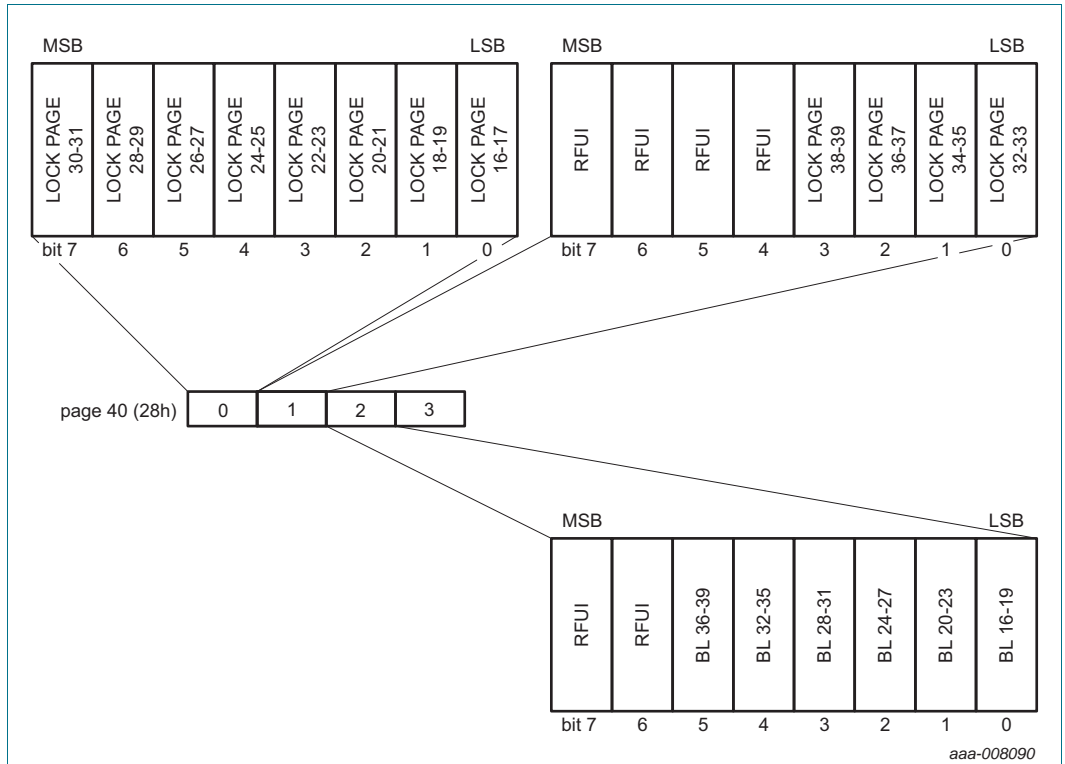 MSB LSB
LOCK PAGE 30-31
LOCK PAGE 28-29
LOCK PAGE 26-27
LOCK PAGE 24-25
LOCK PAGE 22-23
LOCK PAGE 20-21
LOCK PAGE 18-19
LOCK PAGE 16-17
bit 7 6 5 4 3 2 1 0
MSB LSB
RFUI
RFUI
RFUI
RFUI
LOCK PAGE 38-39
LOCK PAGE 36-37
LOCK PAGE 34-35
LOCK PAGE 32-33
bit 7 6 5 4 3 2 1 0
page 40 (28h) 0 1 2 3
MSB LSB
RFUI
RFUI
BL 36-39
BL 32-35
BL 28-31
BL 24-27
BL 20-23
BL 16-19
bit 7 6 5 4 3 2 1 0
aaa-008090